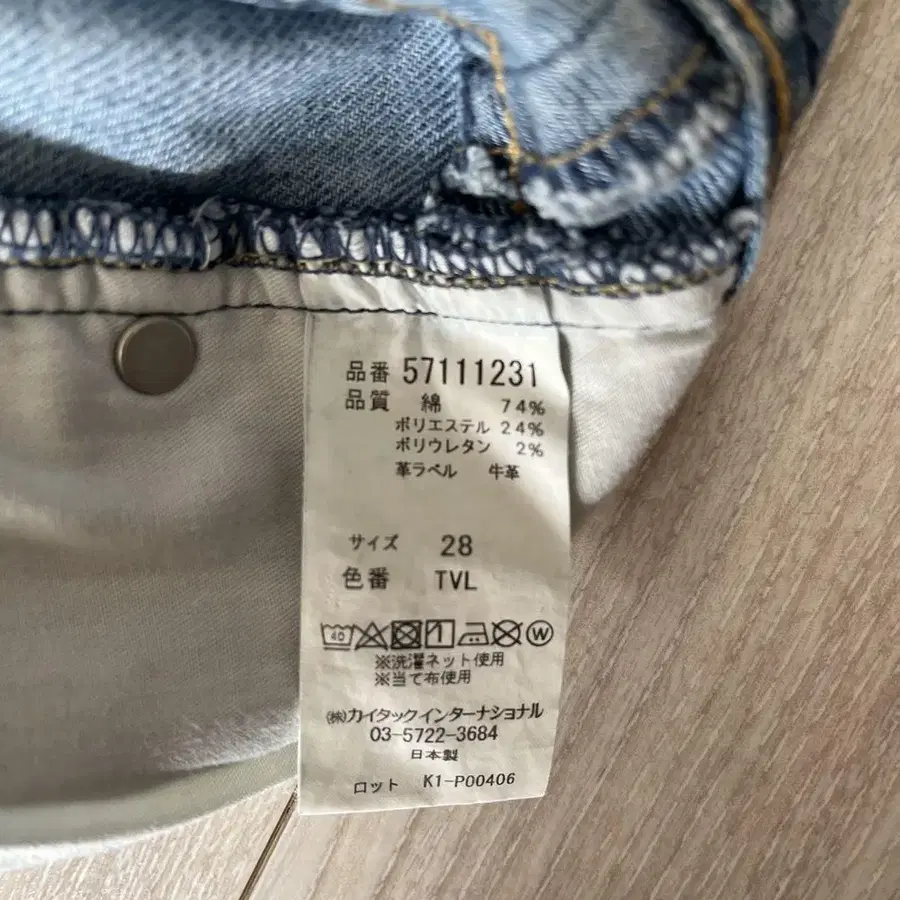 品番 57111231
品質 綿 74%
ポリエステル 24%
ポリウレタン 2%
革ラベル 牛革
サイズ 28
色番 TVL
40 W
※洗濯ネット使用
※当て布使用
㈱カイタックインターナショナル
03-5722-3684
日本製
ロット K1-P00406